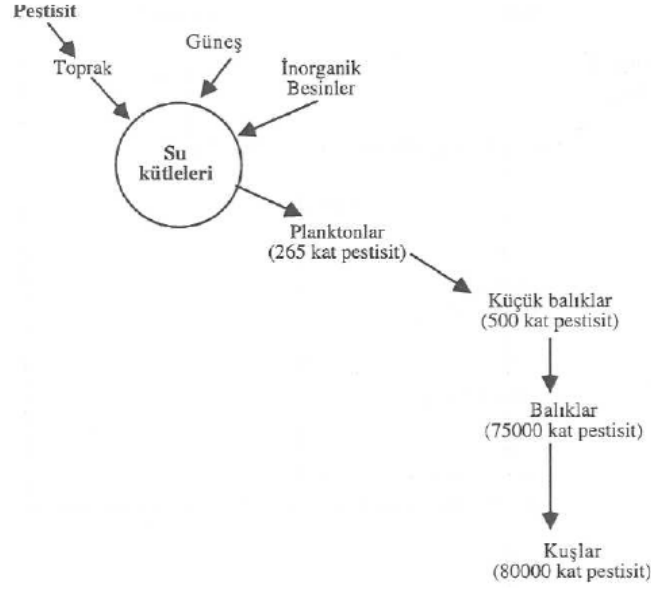 Pestisit
Toprak
Güneş
İnorganik
Besinler
Su
kütleleri
Planktonlar
(265 kat pestisit)
Küçük balıklar
(500 kat pestisit)
Balıklar
(75000 kat pestisit)
Kuşlar
(80000 kat pestisit)